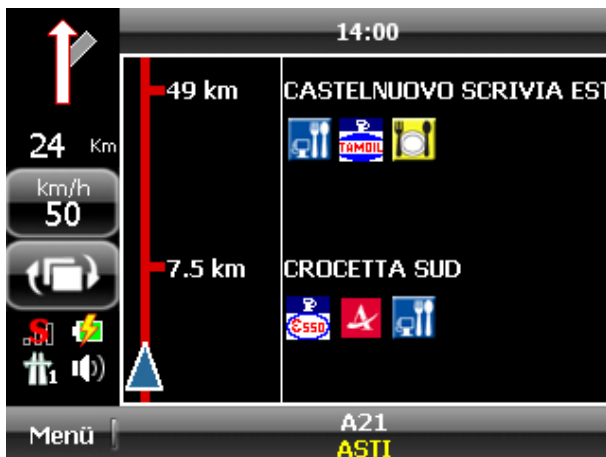 14:00
49 km CASTELNUOVO SCRIVIA EST
P
TAMOIL
24 Km
km/h
50
7.5 km CROCETTA SUD
P
Esso
S
1
Menü
A21
ASTI